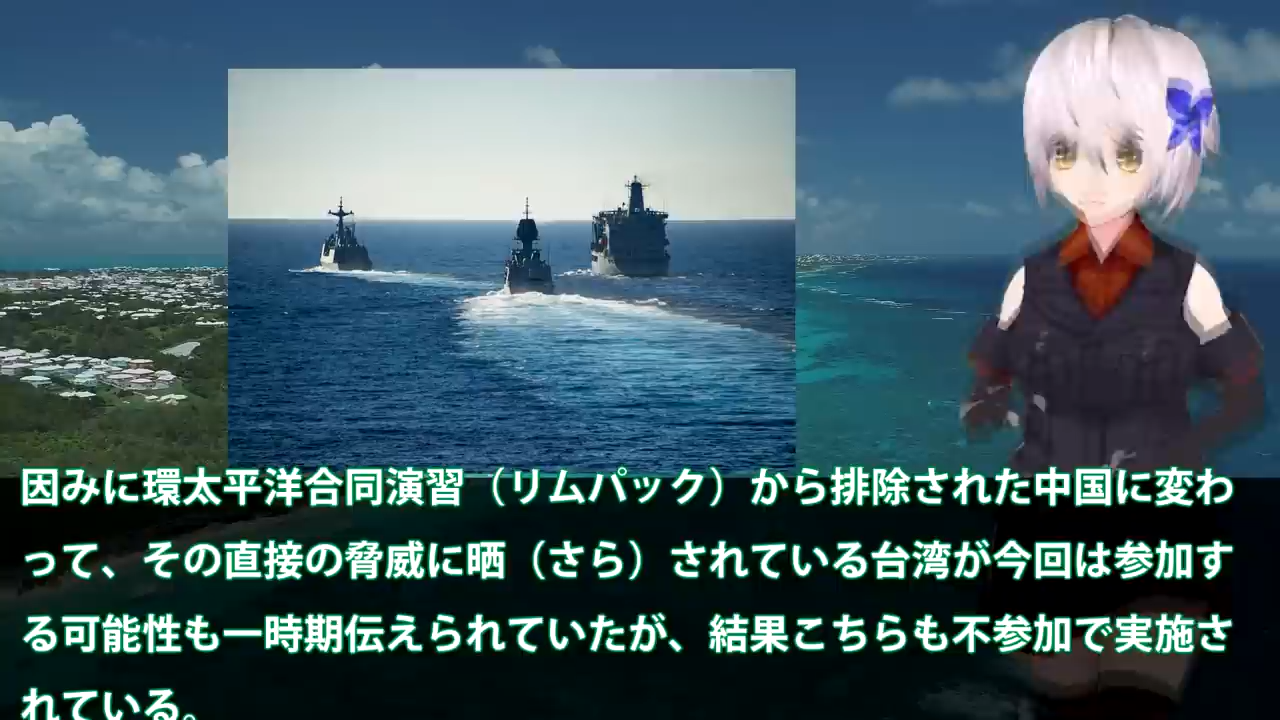 因みに環太平洋合同演習（リムパック）から排除された中国に変わ
って、その直接の脅威に晒（さら）されている台湾が今回は参加す
る可能性も一時期伝えられていたが、結果こちらも不参加で実施さ
れている。